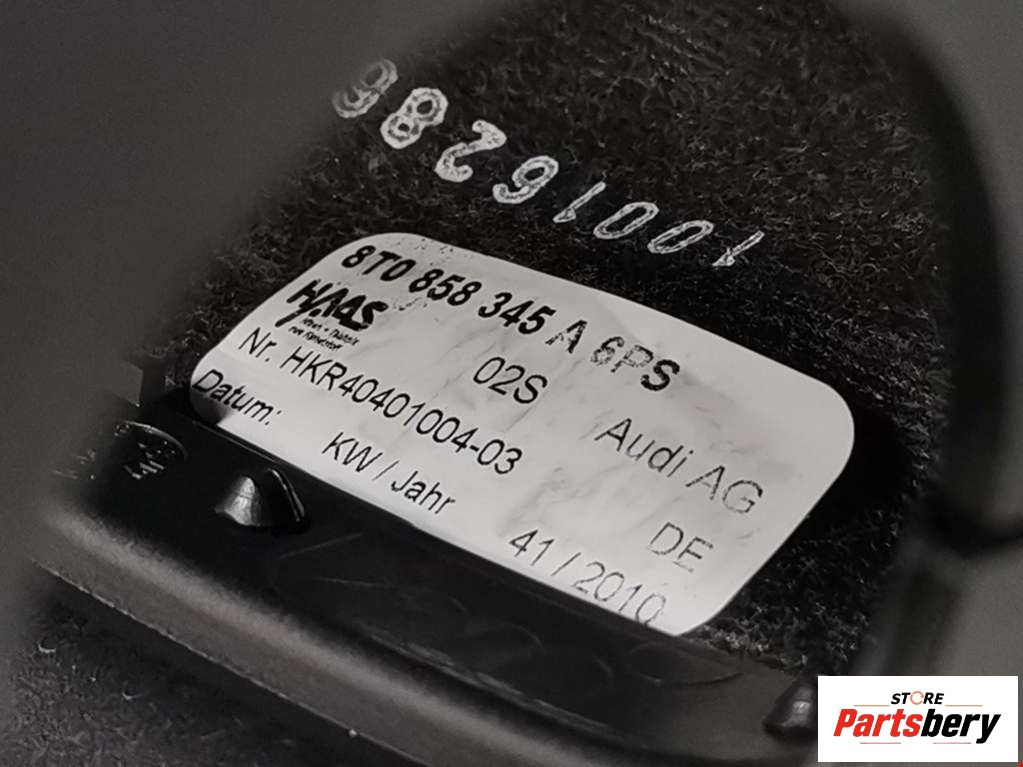 8T0 858 345 A 6PS
HAAS
02S
Audi AG
Nr. HKR40401004-03
DE
Datum:
KW / Jahr
41 / 2010
STORE
Partsbery